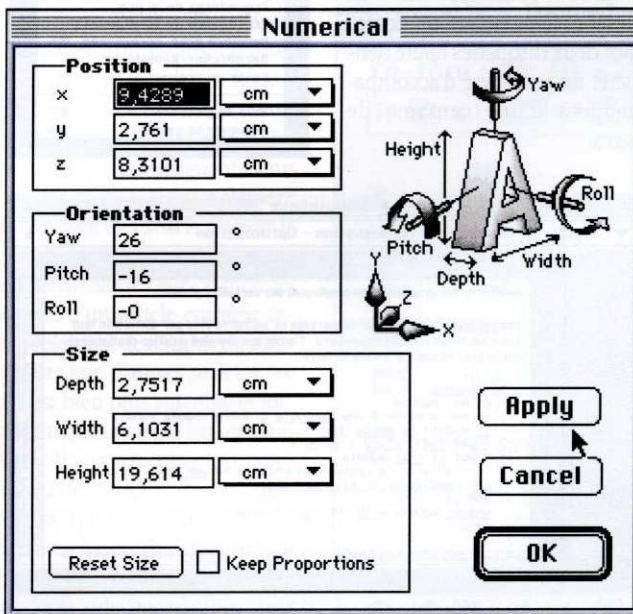 Numerical
Position
x 9,4289 cm
y 2,761 cm
z 8,3101 cm
Orientation
Yaw 26 °
Pitch -16 °
Roll -0 °
Size
Depth 2,7517 cm
Width 6,1031 cm
Height 19,614 cm
Reset Size Keep Proportions
Yaw
Height
Roll
Pitch
Depth
Width
Y
Z
X
Apply
Cancel
OK